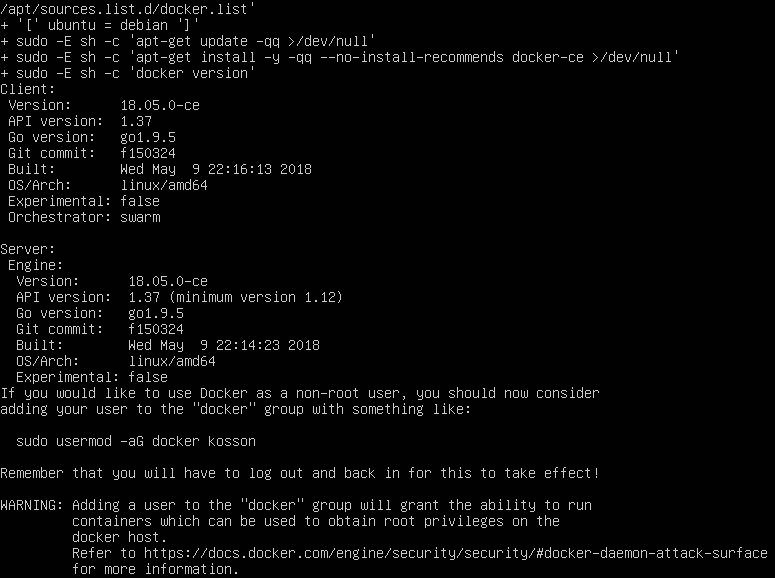 /apt/sources.list.d/docker.list'
+ '[' ubuntu = debian ']'
+ sudo -E sh -c 'apt-get update -qq >/dev/null'
+ sudo -E sh -c 'apt-get install -y -qq --no-install-recommends docker-ce >/dev/null'
+ sudo -E sh -c 'docker version'
Client:
 Version:      18.05.0-ce
 API version:  1.37
 Go version:   go1.9.5
 Git commit:   f150324
 Built:        Wed May  9 22:16:13 2018
 OS/Arch:      linux/amd64
 Experimental: false
 Orchestrator: swarm

Server:
 Engine:
  Version:      18.05.0-ce
  API version:  1.37 (minimum version 1.12)
  Go version:   go1.9.5
  Git commit:   f150324
  Built:        Wed May  9 22:14:23 2018
  OS/Arch:      linux/amd64
  Experimental: false
If you would like to use Docker as a non-root user, you should now consider
adding your user to the "docker" group with something like:

  sudo usermod -aG docker kosson

Remember that you will have to log out and back in for this to take effect!

WARNING: Adding a user to the "docker" group will grant the ability to run
         containers which can be used to obtain root privileges on the
         docker host.
         Refer to https://docs.docker.com/engine/security/security/#docker-daemon-attack-surface
         for more information.